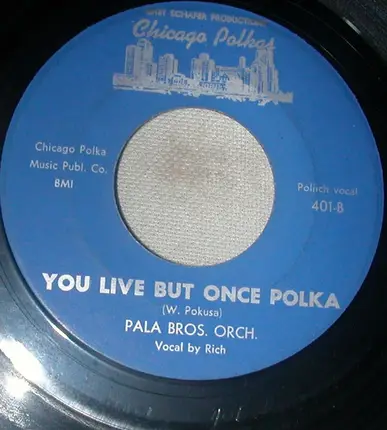 PRODUCTIONS
Chicago Polkas
Chicago Polka
Music Publ. Co.
BMI
Polish vocal
401-B
YOU LIVE BUT ONCE POLKA
(W. Pokusa)
PALA BROS. ORCH.
Vocal by Rich